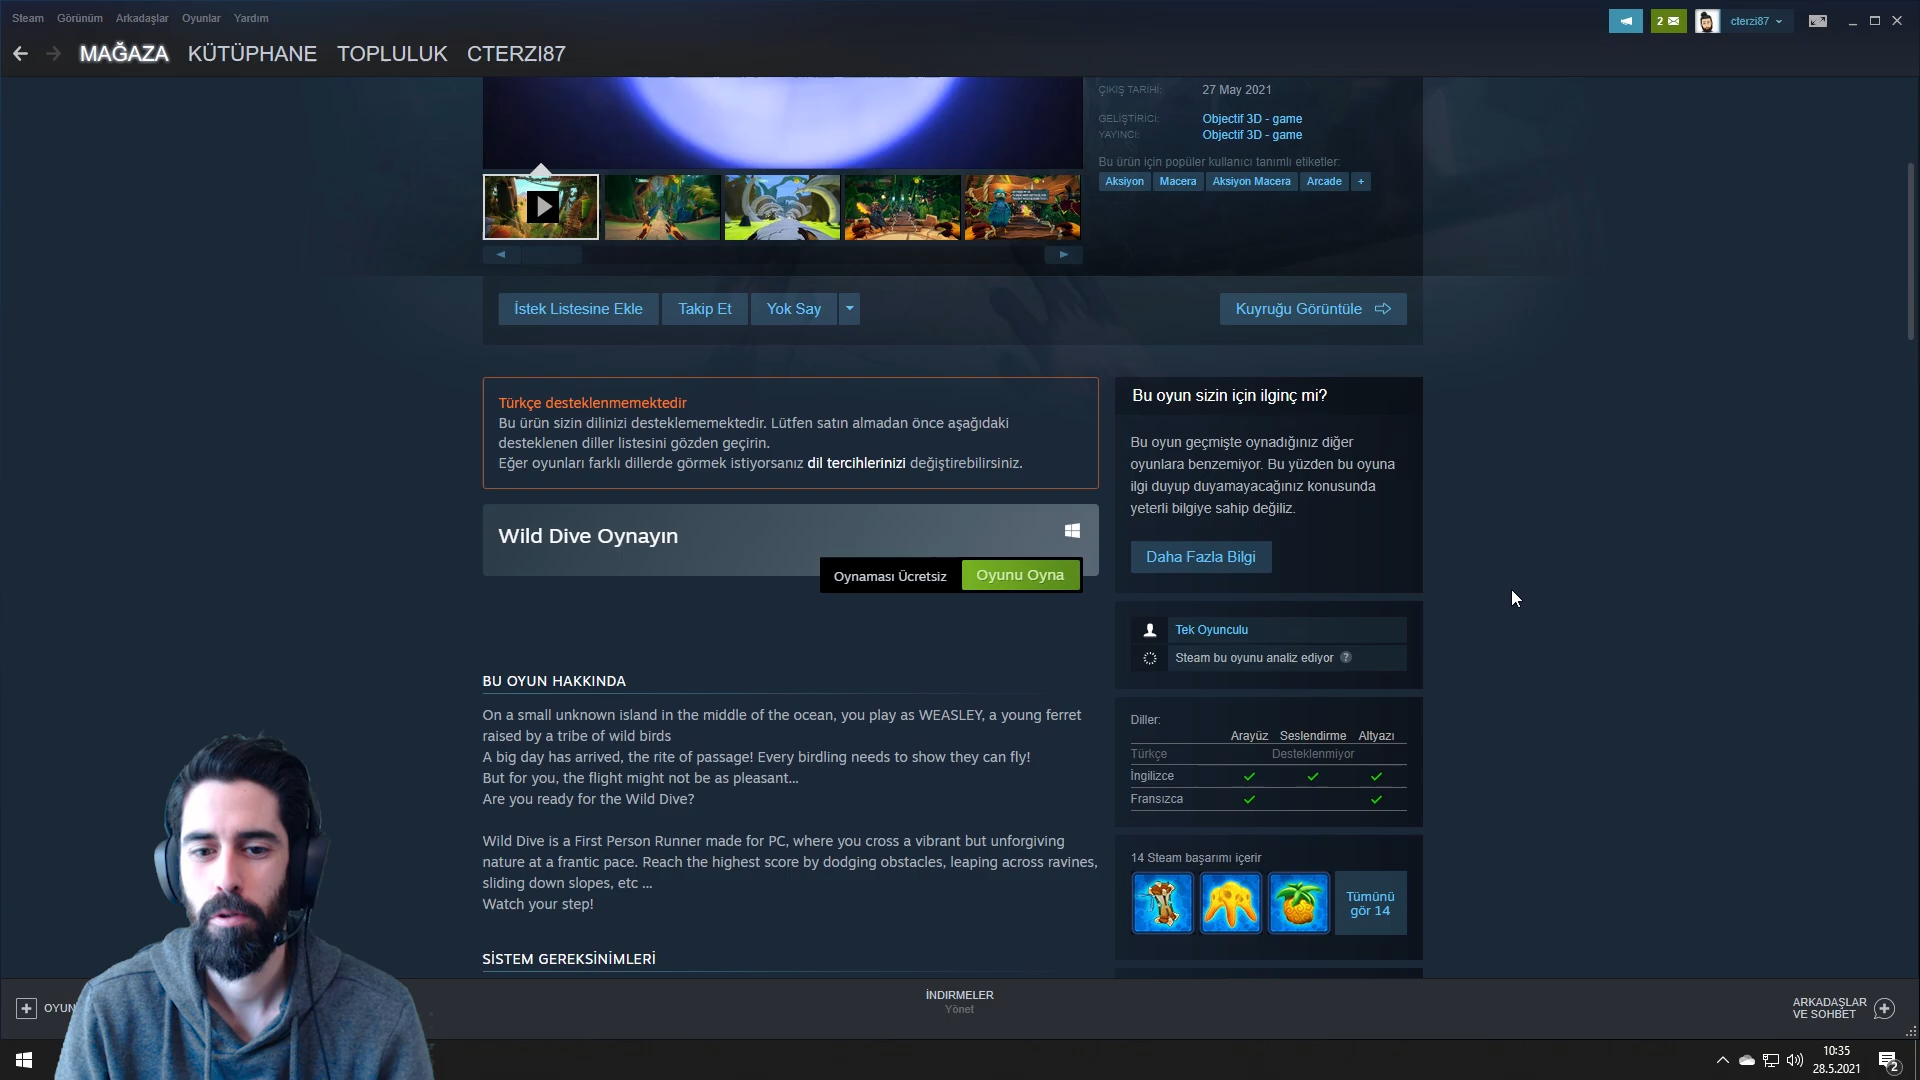 Steam Görünüm Arkadaşlar Oyunlar Yardım
2
cterzi87
MAĞAZA KÜTÜPHANE TOPLULUK CTERZI87
ÇIKIŞ TARİHİ: 27 May 2021
GELİŞTİRİCİ: Objectif 3D - game
YAYINCI: Objectif 3D - game
Bu ürün için popüler kullanıcı tanımlı etiketler:
Aksiyon Macera Aksiyon Macera Arcade +
İstek Listesine Ekle Takip Et Yok Say
Kuyruğu Görüntüle
Türkçe desteklenmemektedir
Bu ürün sizin dilinizi desteklememektedir. Lütfen satın almadan önce aşağıdaki
desteklenen diller listesini gözden geçirin.
Eğer oyunları farklı dillerde görmek istiyorsanız dil tercihlerinizi değiştirebilirsiniz.
Wild Dive Oynayın
Oynaması Ücretsiz Oyunu Oyna
BU OYUN HAKKINDA
On a small unknown island in the middle of the ocean, you play as WEASLEY, a young ferret
raised by a tribe of wild birds
A big day has arrived, the rite of passage! Every birdling needs to show they can fly!
But for you, the flight might not be as pleasant...
Are you ready for the Wild Dive?
Wild Dive is a First Person Runner made for PC, where you cross a vibrant but unforgiving
nature at a frantic pace. Reach the highest score by dodging obstacles, leaping across ravines,
sliding down slopes, etc ...
Watch your step!
SİSTEM GEREKSİNİMLERİ
Bu oyun sizin için ilginç mi?
Bu oyun geçmişte oynadığınız diğer
oyunlara benzemiyor. Bu yüzden bu oyuna
ilgi duyup duyamayacağınız konusunda
yeterli bilgiye sahip değiliz.
Daha Fazla Bilgi
Tek Oyunculu
Steam bu oyunu analiz ediyor ?
Diller:
Arayüz Seslendirme Altyazı
Türkçe Desteklenmiyor
İngilizce ✓ ✓ ✓
Fransızca ✓ ✓
14 Steam başarımı içerir
Tümünü
gör 14
OYUN
İNDİRMELER
Yönet
ARKADAŞLAR
VE SOHBET
10:35
28.5.2021
2